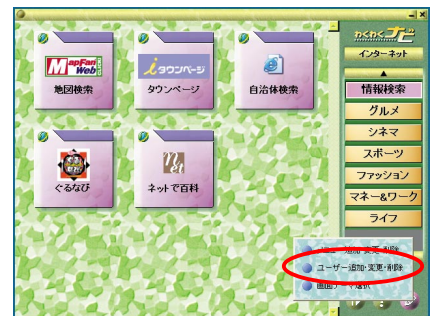 わくわくナビ
インターネット
MapFan Web
地図検索
iタウンページ
タウンページ
自治体検索
ぐるなび
net
ネットで百科
情報検索
グルメ
シネマ
スポーツ
ファッション
マネー&ワーク
ライフ
ユーザー追加・変更・削除